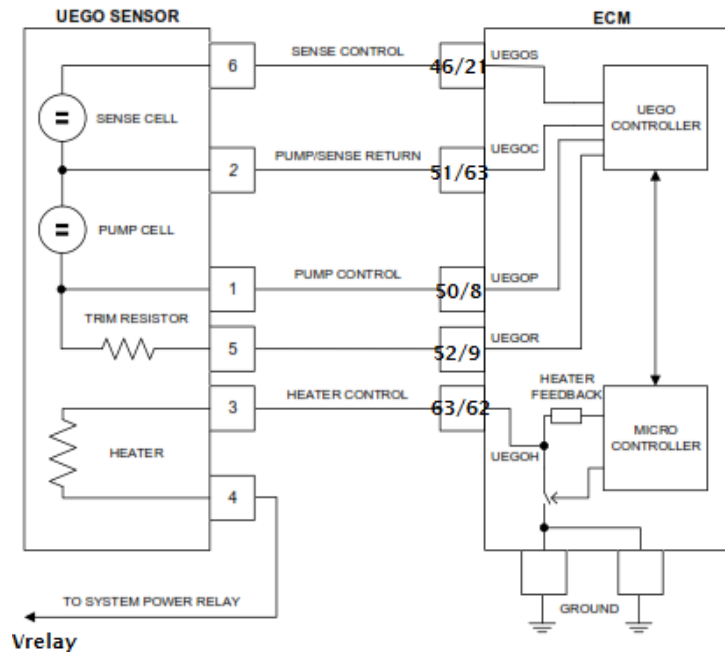 UEGO SENSOR
ECM
SENSE CONTROL
6
46/21
UEGOS
UEGO
CONTROLLER
SENSE CELL
PUMP/SENSE RETURN
2
51/63
UEGOC
PUMP CELL
PUMP CONTROL
1
50/8
UEGOP
TRIM RESISTOR
5
52/9
UEGOR
HEATER CONTROL
3
63/62
HEATER
FEEDBACK
MICRO
CONTROLLER
UEGOH
HEATER
4
TO SYSTEM POWER RELAY
GROUND
Vrelay